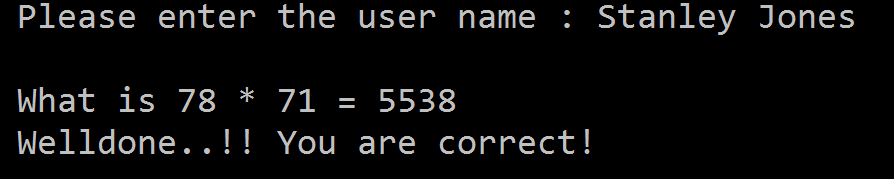 Please enter the user name : Stanley Jones
What is 78 * 71 = 5538
Welldone..!! You are correct!